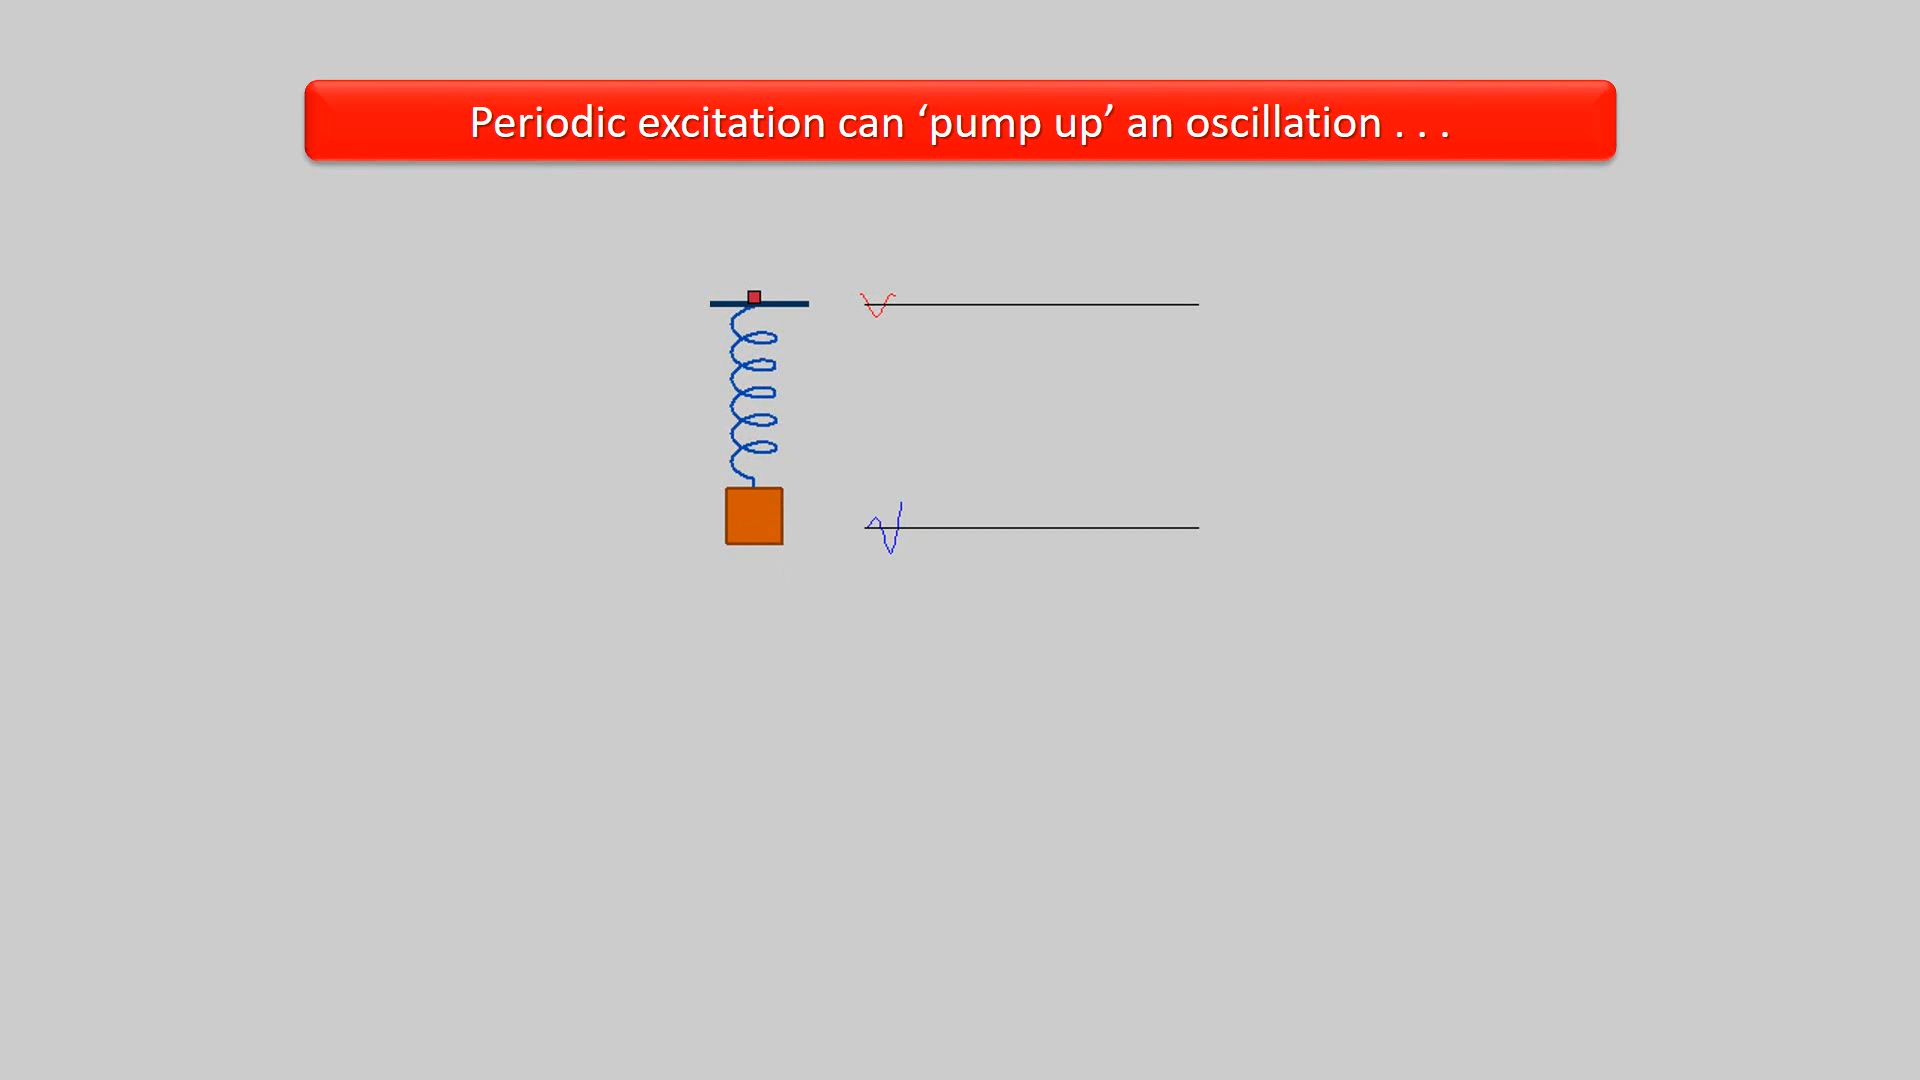 Periodic excitation can ‘pump up’ an oscillation . . .